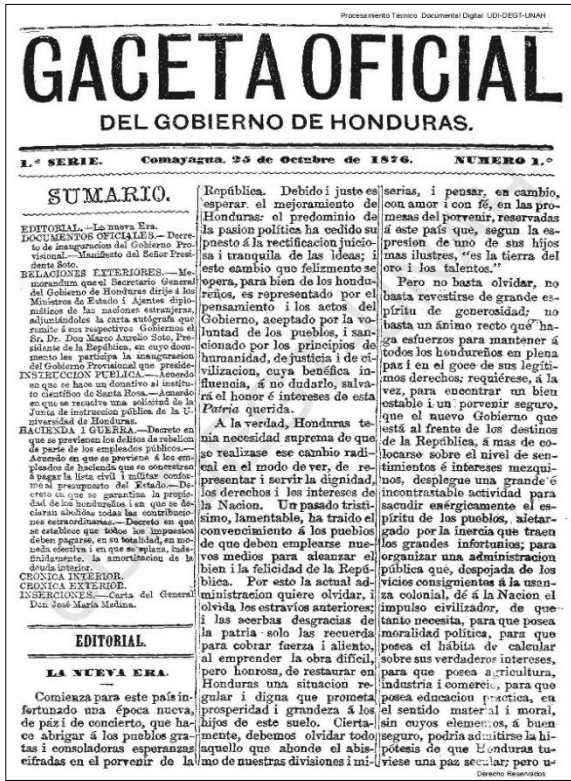 Procesamiento Técnico Documental Digital UDI-DEGT-UNAH
GACETA OFICIAL
DEL GOBIERNO DE HONDURAS.
1.ª SERIE. Comayagua, 25 de Octubre de 1876. NUMERO 1.º
SUMARIO.
EDITORIAL.—La nueva Era.
DOCUMENTOS OFICIALES.—Decre-
to de inauguracion del Gobierno Pro-
visional.—Manifiesto del Señor Presi-
dente Soto.
RELACIONES EXTERIORES.—Me-
morandum que el Secretario General
del Gobierno de Honduras dirije á los
Ministros de Estado i Ajentes diplo-
máticos de las naciones estranjeras,
adjuntándoles la carta autógrafa que
remite á sus respectivos Gobiernos el
Sr. Dr. Don Marco Aurelio Soto, Pre-
sidente de la República, en cuyo docu-
mento les participa la inauguracion
del Gobierno Provisional que preside
INSTRUCCION PUBLICA.—Acuerdo
en que se hace un donativo al institu-
to científico de Santa Rosa.—Acuerdo
en que se resuelve una solicitud de la
Junta de instruccion pública de la U-
niversidad de Honduras.
HACIENDA I GUERRA.—Decreto en
que se previenen los delitos de rebelion
de parte de los empleados públicos.—
Acuerdo en que se previene á los em-
pleados de hacienda que se concretren
á pagar la lista civil i militar confor-
me al presupuesto del Estado.—De-
creto en que se garantiza la propie-
dad de los hondureños i en que se de-
claran abolidas todas las contribucio-
nes estraordinarias.—Decreto en que
se establece que todos los impuestos
deben pagarse, en su totalidad, en mo-
neda efectiva i en que se aplaza, inde-
finidamente, la amortizacion de la
deuda interior.
CRONICA INTERIOR.
CRONICA EXTERIOR.
INSERCIONES.—Carta del General
Don José María Medina.
EDITORIAL.
LA NUEVA ERA.
Comienza para este país in-
fortunado una época nueva,
de páz i de concierto, que ha-
ce abrigar á los pueblos gra-
tas i consoladoras esperanzas
cifradas en el porvenir de la
República. Debido i justo es
esperar. el mejoramiento de
Honduras: el predominio de
la pasion política ha cedido su
puesto á la rectificacion juicio-
sa i tranquila de las ideas; i
este cambio que felizmente se
opera, para bien de los hondu-
reños, es representado por el
pensamiento i los actos del
Gobierno, aceptado por la vo-
luntad de los pueblos, i san-
cionado por los principios de
humanidad, de justicia i de ci-
vilizacion, cuya benéfica in-
fluencia, á no dudarlo, salva-
rá el honor é intereses de esta
Patria querida.
A la verdad, Honduras te-
nia necesidad suprema de que
se realizase ese cambio radi-
cal en el modo de ver, de re-
presentar i servir la dignidad,
los derechos i los intereses de
la Nacion. Un pasado tristí-
simo, lamentable, ha traido el
convencimiento á los pueblos
de que deben emplearse nue-
vos medios para alcanzar el
bien i la felicidad de la Repú-
blica. Por esto la actual ad-
ministracion quiere olvidar, i
olvida los estravíos anteriores;
i las acerbas desgracias de
la patria solo las recuerda
para cobrar fuerza i aliento,
al emprender la obra difícil,
pero honrosa, de restaurar en
Honduras una situacion re-
gular i digna que prometa
prosperidad i grandeza á los
hijos de este suelo. Cierta-
mente, debemos olvidar todo
aquello que ahonde el abis-
mo de nuestras divisiones i mi-
serias, i pensar, en cambio,
con amor i con fé, en las pro-
mesas del porvenir, reservadas
á este país que, segun la es-
presion de uno de sus hijos
mas ilustres, "es la tierra del
oro i los talentos."
Pero no basta olvidar, no
basta revestirse de grande es-
píritu de generosidad; no
basta un ánimo recto que ha-
ga esfuerzos para mantener á
todos los hondureños en plena
paz i en el goce de sus legíti-
mos derechos; requiérese, á la
vez, para encontrar un bien
estable i un porvenir seguro,
que el nuevo Gobierno que
está al frente de los destinos
de la República, á mas de co-
locarse sobre el nivel de sen-
timientos é intereses mezqui-
nos, desplegue una grande é
incontrastable actividad para
sacudir enérgicamente el es-
píritu de los pueblos, aletar-
gado por la inercia que traen
los grandes infortunios; para
organizar una administracion
pública que, despojada de los
vicios consiguientes á la usan-
za colonial, dé á la Nacion el
impulso civilizador, de que
tanto necesita, para que posea
moralidad política, para que
posea el hábito de calcular
sobre sus verdaderos intereses,
para que posea agricultura,
industria i comercio, para que
posea educacion práctica, en
el sentido material i moral,
sin cuyos elementos, á buen
seguro, podria admitirse la hi-
pótesis de que Honduras tu-
viese una paz secular; pero u-
Derecho Reservados